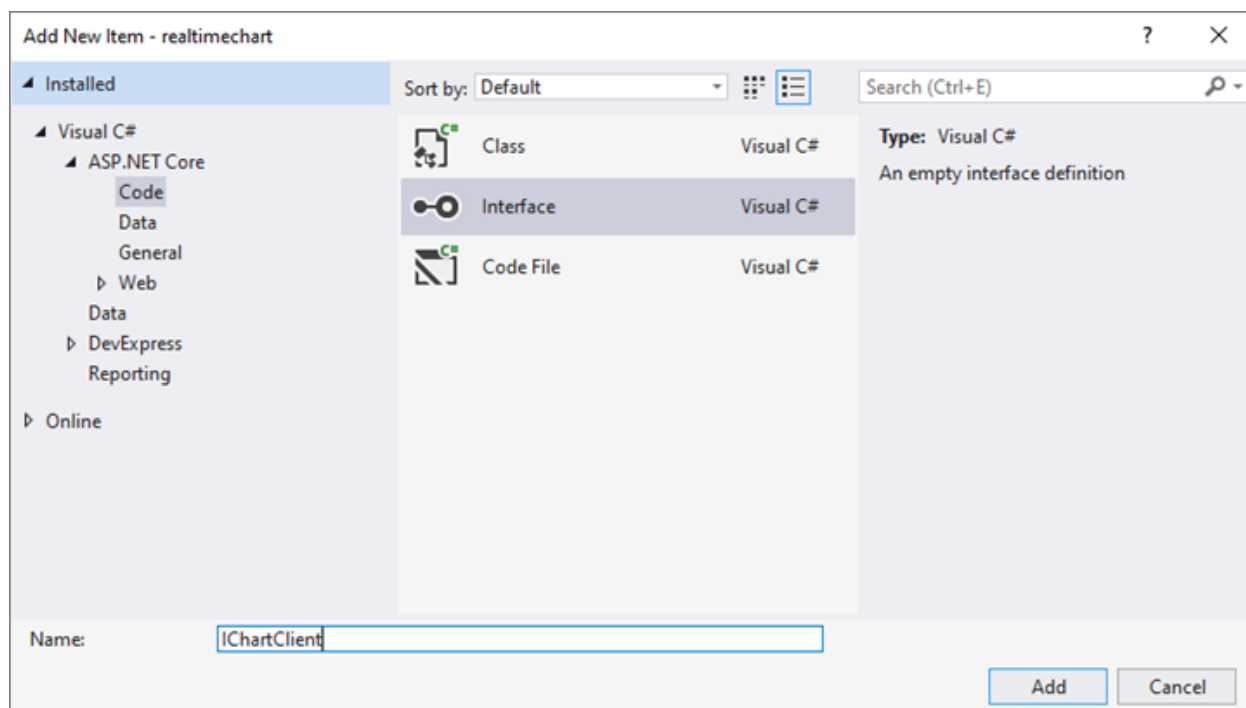 Add New Item - realtimechart
?
Installed
Sort by: Default
Search (Ctrl+E)
Visual C#
ASP.NET Core
Code
Data
General
Web
Data
DevExpress
Reporting
Online
C# Class Visual C#
Interface Visual C#
C# Code File Visual C#
Type: Visual C#
An empty interface definition
Name: IChartClient
Add Cancel